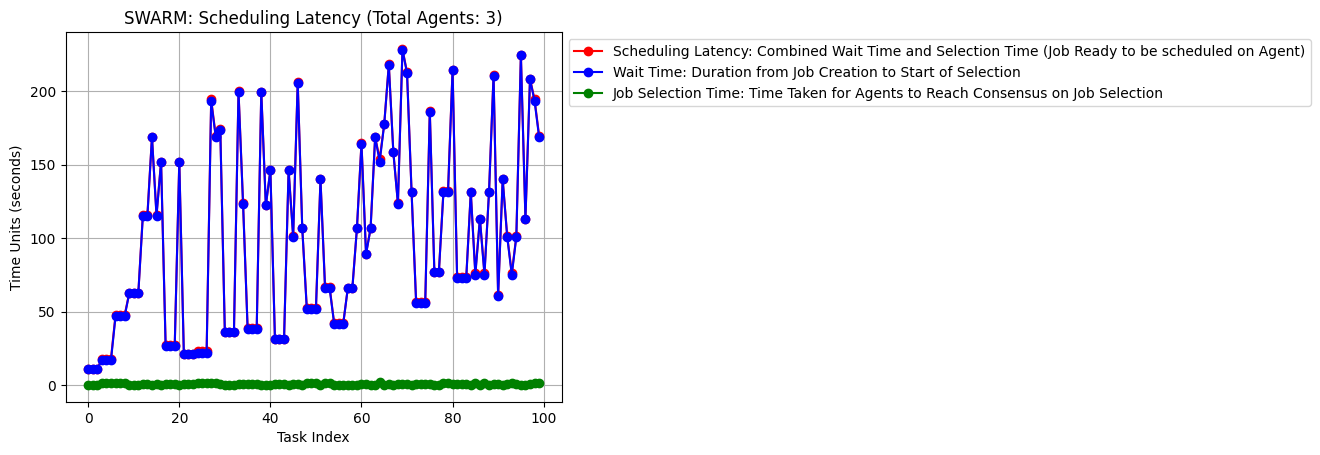 SWARM: Scheduling Latency (Total Agents: 3)
Scheduling Latency: Combined Wait Time and Selection Time (Job Ready to be scheduled on Agent)
Wait Time: Duration from Job Creation to Start of Selection
Job Selection Time: Time Taken for Agents to Reach Consensus on Job Selection
Time Units (seconds)
200
150
100
50
0
0
20
40
60
80
100
Task Index